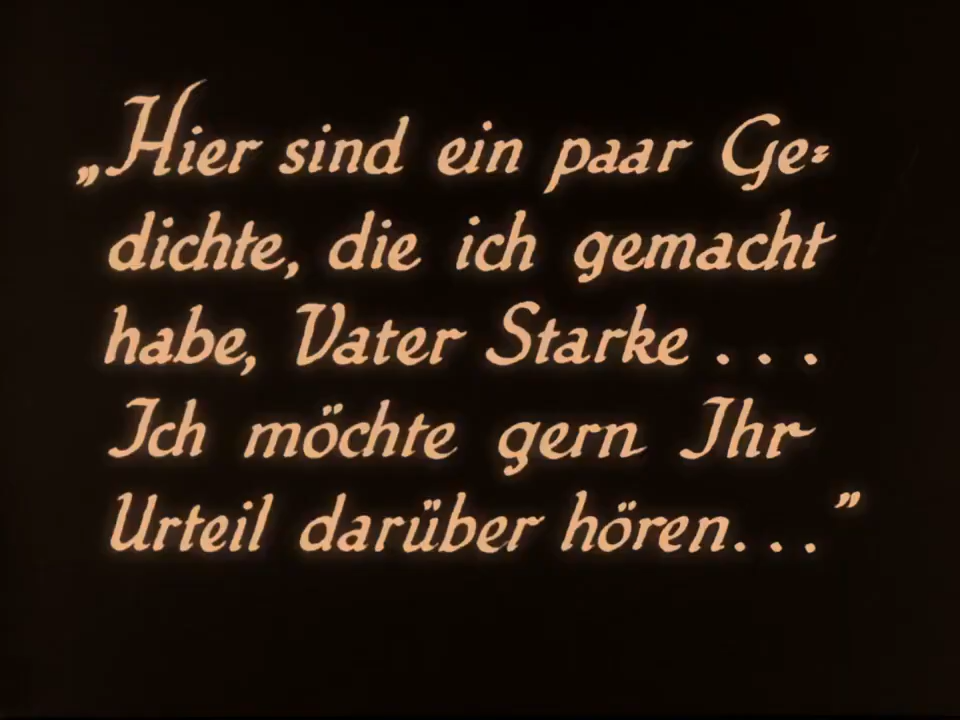 „Hier sind ein paar Ge-
dichte, die ich gemacht
habe, Vater Starke . . .
Ich möchte gern Ihr
Urteil darüber hören. . . ”